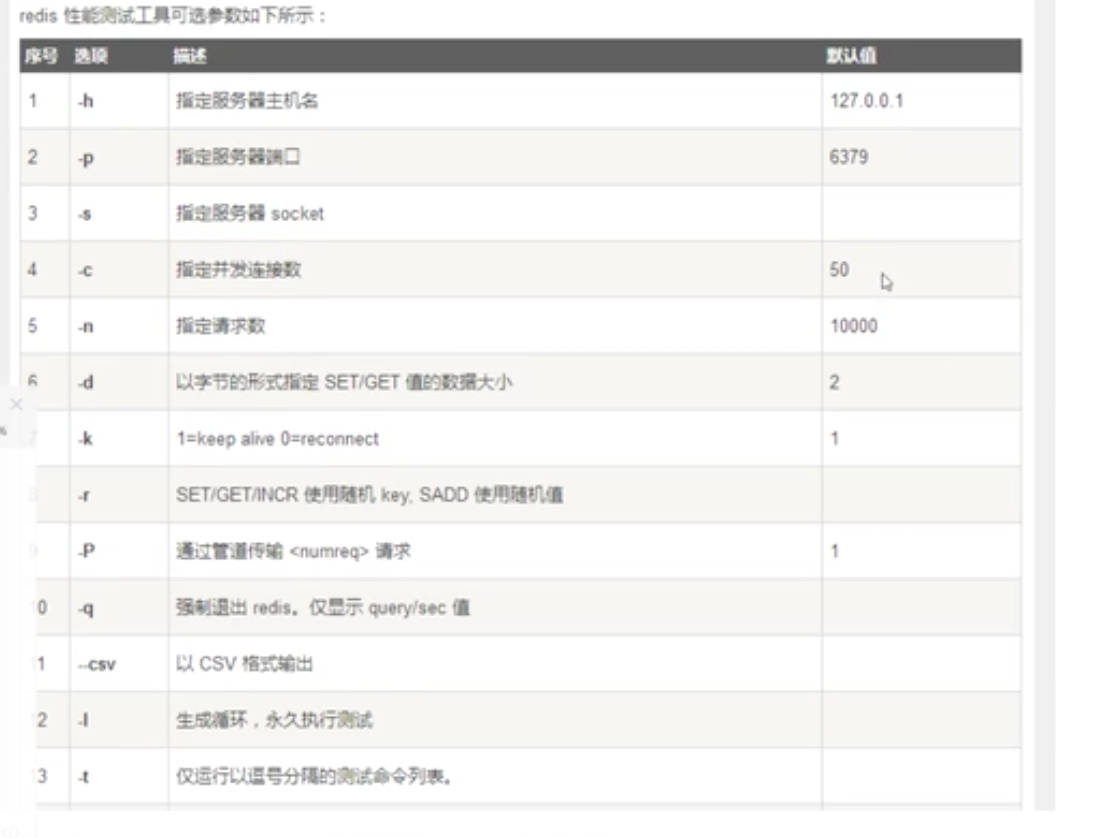 redis 性能测试工具可选参数如下所示：
序号 选项 描述 默认值
1 -h 指定服务器主机名 127.0.0.1
2 -p 指定服务器端口 6379
3 -s 指定服务器 socket
4 -c 指定并发连接数 50
5 -n 指定请求数 10000
6 -d 以字节的形式指定 SET/GET 值的数据大小 2
7 -k 1=keep alive 0=reconnect 1
8 -r SET/GET/INCR 使用随机 key, SADD 使用随机值
9 -P 通过管道传输 <numreq> 请求 1
0 -q 强制退出 redis。仅显示 query/sec 值
1 --csv 以 CSV 格式输出
2 -l 生成循环，永久执行测试
3 -t 仅运行以逗号分隔的测试命令列表。